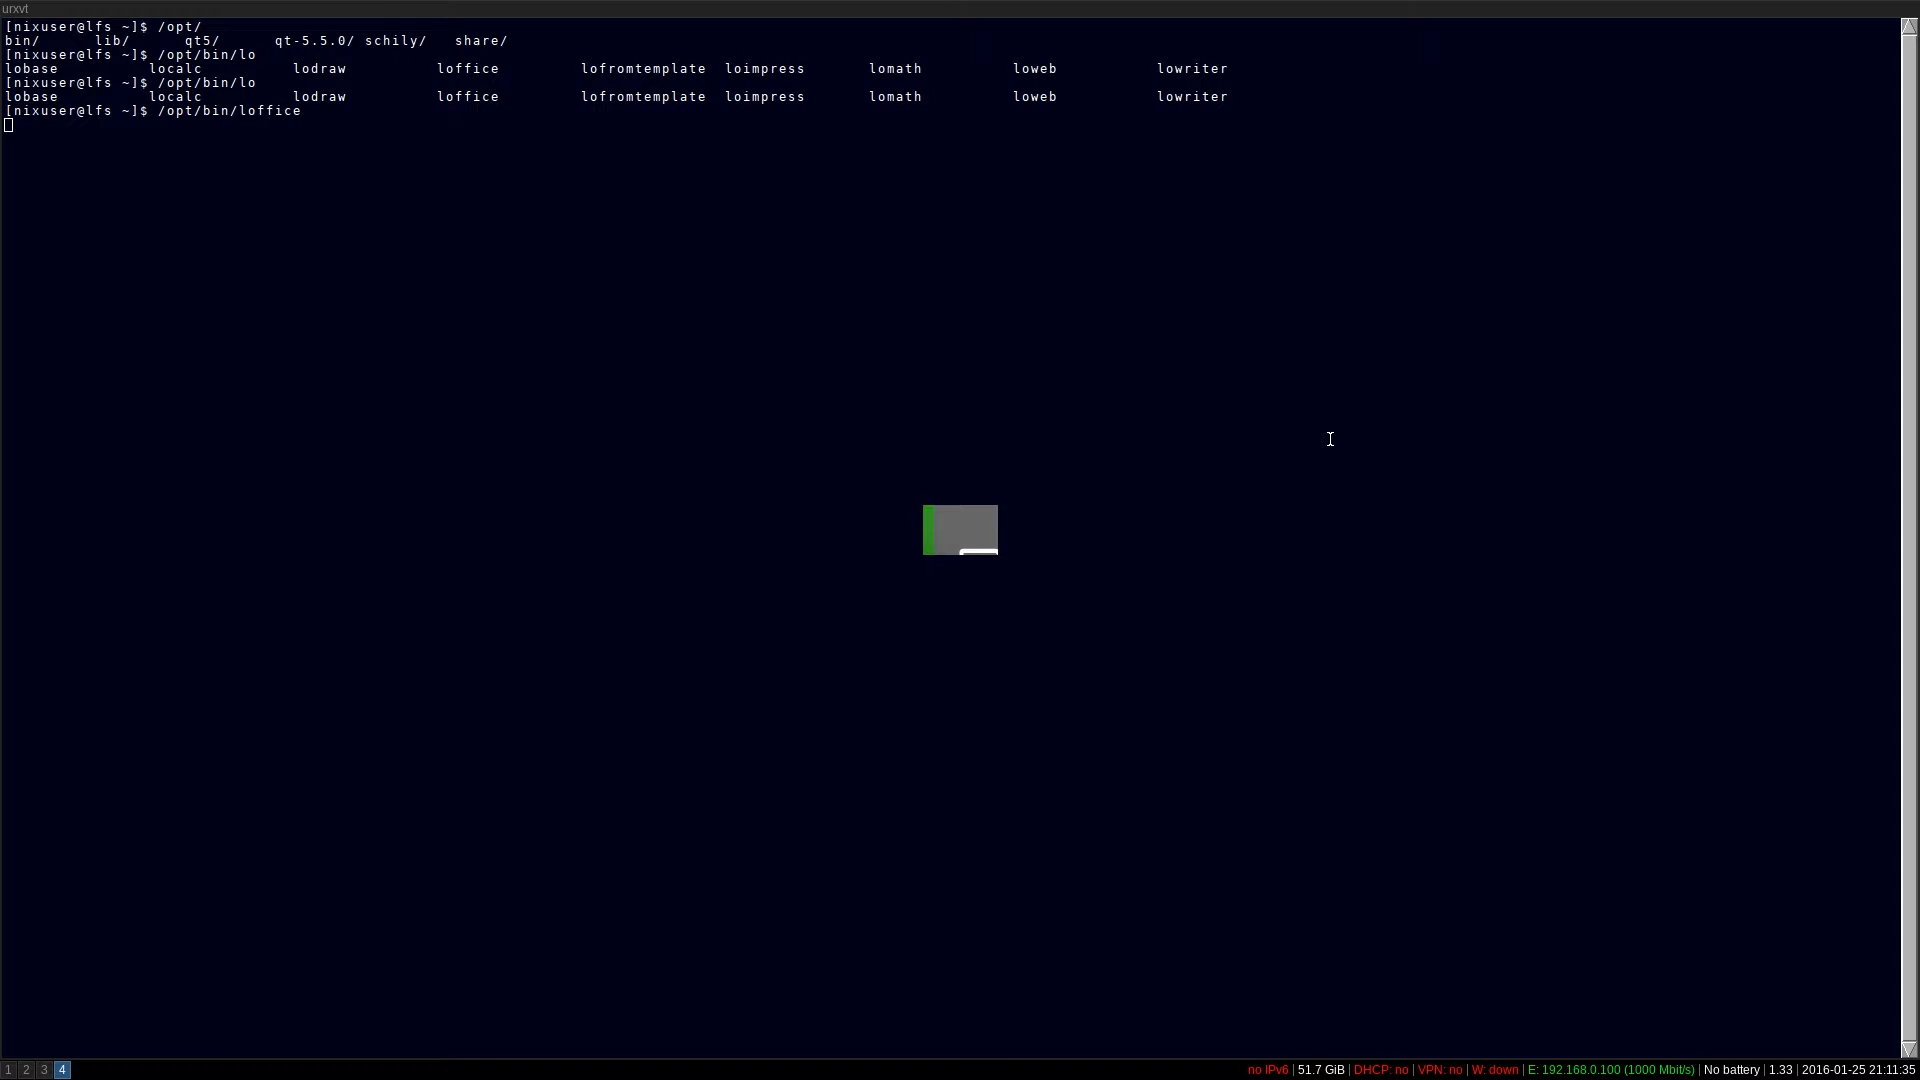 urxvt
[nixuser@lfs ~]$ /opt/
bin/ lib/ qt5/ qt-5.5.0/ schily/ share/
[nixuser@lfs ~]$ /opt/bin/lo
lobase localc lodraw loffice lofromtemplate loimpress lomath loweb lowriter
[nixuser@lfs ~]$ /opt/bin/lo
lobase localc lodraw loffice lofromtemplate loimpress lomath loweb lowriter
[nixuser@lfs ~]$ /opt/bin/loffice
1 2 3 4 no IPv6 | 51.7 GiB | DHCP: no | VPN: no | W: down | E: 192.168.0.100 (1000 Mbit/s) | No battery | 1.33 | 2016-01-25 21:11:35